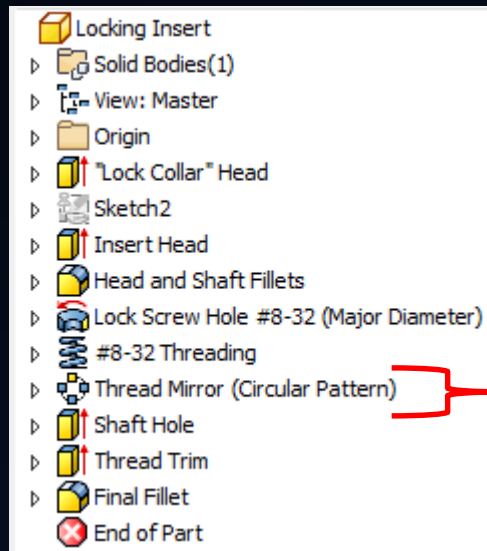 Locking Insert
Solid Bodies(1)
View: Master
Origin
"Lock Collar" Head
Sketch2
Insert Head
Head and Shaft Fillets
Lock Screw Hole #8-32 (Major Diameter)
#8-32 Threading
Thread Mirror (Circular Pattern)
Shaft Hole
Thread Trim
Final Fillet
End of Part